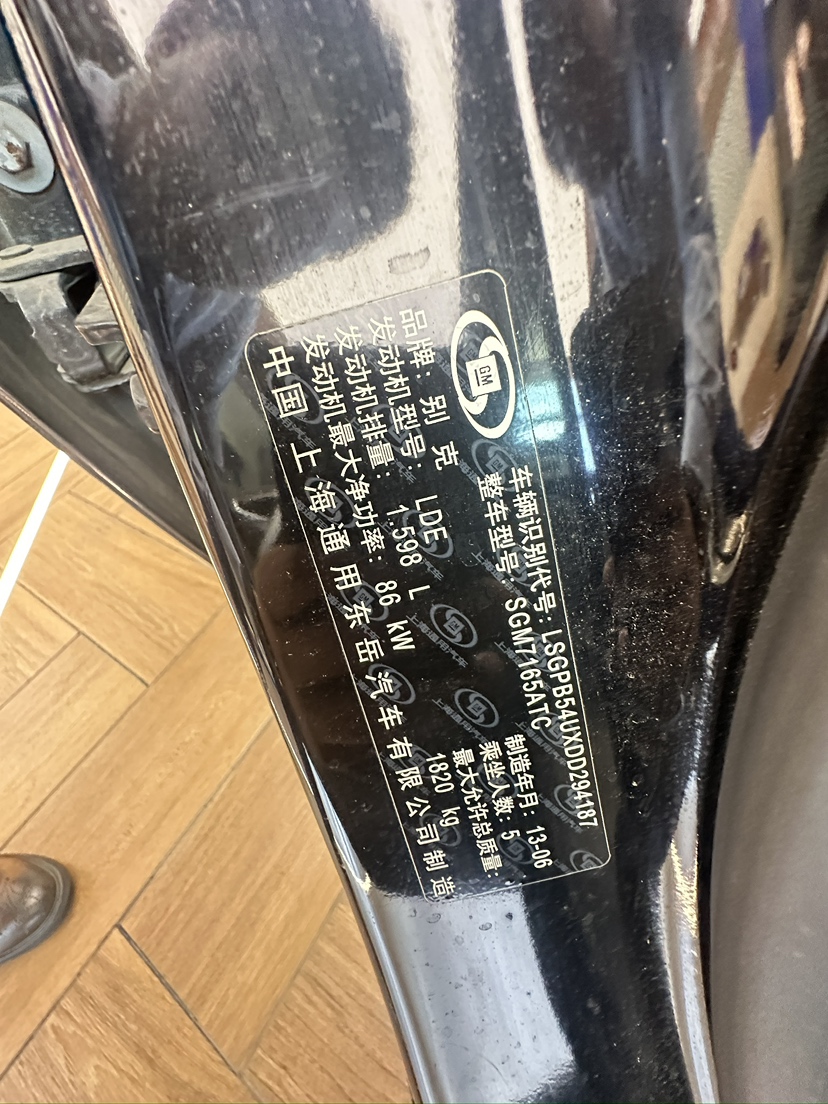 GM
车辆识别代号: LSGPB54UXDD294187
整车型号: SGM7165ATC
品牌: 别克
制造年月: 13-06
发动机型号: LDE
乘坐人数: 5
发动机排量: 1.598 L
最大允许总质量:
发动机最大净功率: 86 kW
1820 kg
中国 上海通用东岳汽车有限公司制造